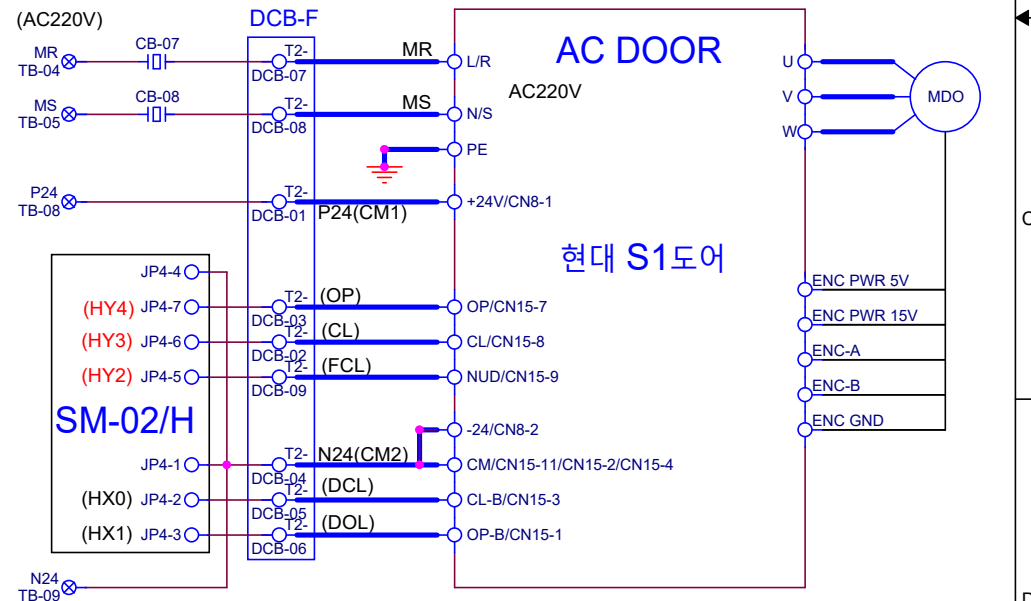 (AC220V)
DCB-F
AC DOOR
AC220V
현대 S1도어
MR
TB-04
CB-07
T2-
DCB-07
MR
L/R
MS
TB-05
CB-08
T2-
DCB-08
MS
N/S
PE
P24
TB-08
T2-
DCB-01
P24(CM1)
+24V/CN8-1
U
V
W
MDO
JP4-4
(HY4) JP4-7
T2-
DCB-03
(OP)
OP/CN15-7
(HY3) JP4-6
T2-
DCB-02
(CL)
CL/CN15-8
(HY2) JP4-5
T2-
DCB-09
(FCL)
NUD/CN15-9
SM-02/H
-24/CN8-2
JP4-1
T2-
DCB-04
N24(CM2)
CM/CN15-11/CN15-2/CN15-4
(HX0) JP4-2
T2-
DCB-05
(DCL)
CL-B/CN15-3
(HX1) JP4-3
T2-
DCB-06
(DOL)
OP-B/CN15-1
N24
TB-09
ENC PWR 5V
ENC PWR 15V
ENC-A
ENC-B
ENC GND